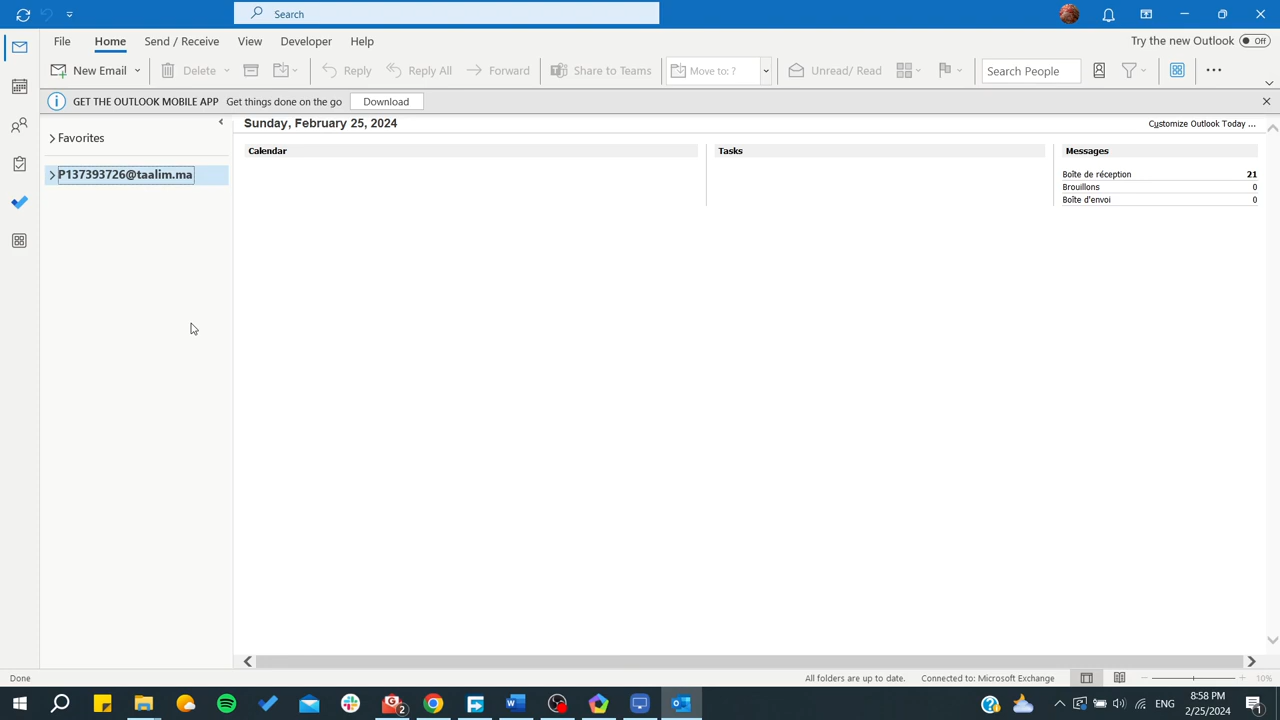 Search
File
Home
Send / Receive
View
Developer
Help
Try the new Outlook
Off
New Email
Delete
Reply
Reply All
Forward
Share to Teams
Move to: ?
Unread/ Read
Search People
GET THE OUTLOOK MOBILE APP
Get things done on the go
Download
Favorites
P137393726@taalim.ma
Sunday, February 25, 2024
Customize Outlook Today ...
Calendar
Tasks
Messages
Boîte de réception 21
Brouillons 0
Boîte d'envoi 0
Done
All folders are up to date.
Connected to: Microsoft Exchange
10%
2
ENG
8:58 PM
2/25/2024
1